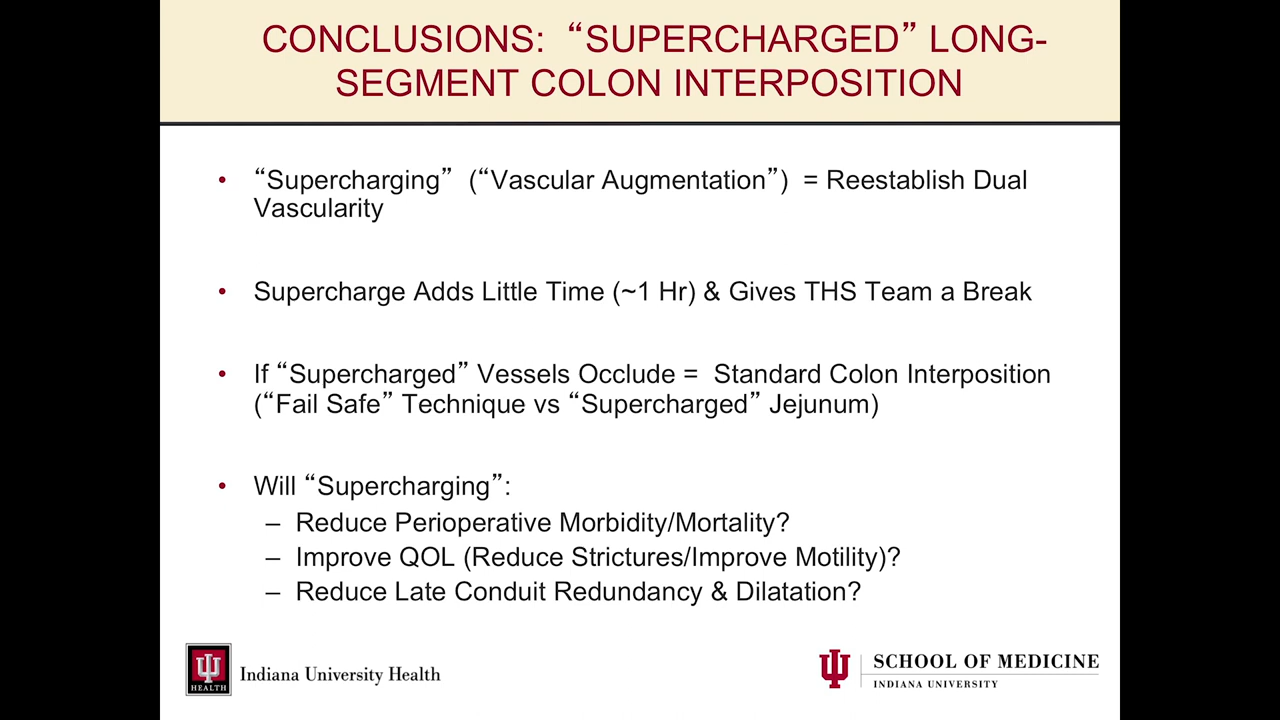 CONCLUSIONS: “SUPERCHARGED” LONG-
SEGMENT COLON INTERPOSITION
• “Supercharging” (“Vascular Augmentation”) = Reestablish Dual
Vascularity
• Supercharge Adds Little Time (~1 Hr) & Gives THS Team a Break
• If “Supercharged” Vessels Occlude = Standard Colon Interposition
(“Fail Safe” Technique vs “Supercharged” Jejunum)
• Will “Supercharging”:
– Reduce Perioperative Morbidity/Mortality?
– Improve QOL (Reduce Strictures/Improve Motility)?
– Reduce Late Conduit Redundancy & Dilatation?
HEALTH
Indiana University Health
SCHOOL OF MEDICINE
INDIANA UNIVERSITY